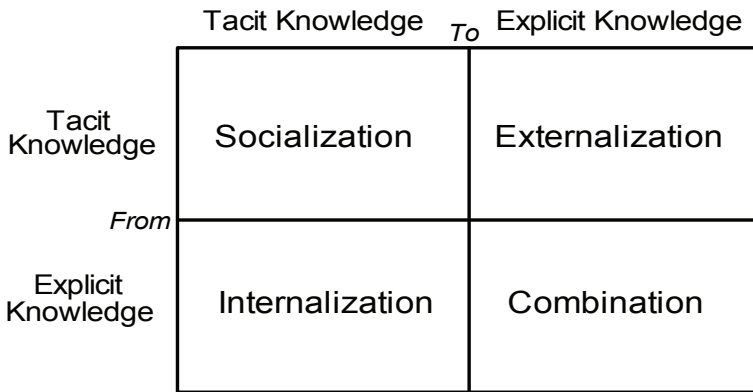 Tacit Knowledge To Explicit Knowledge
Tacit
Knowledge
Socialization Externalization
From
Explicit
Knowledge
Internalization Combination